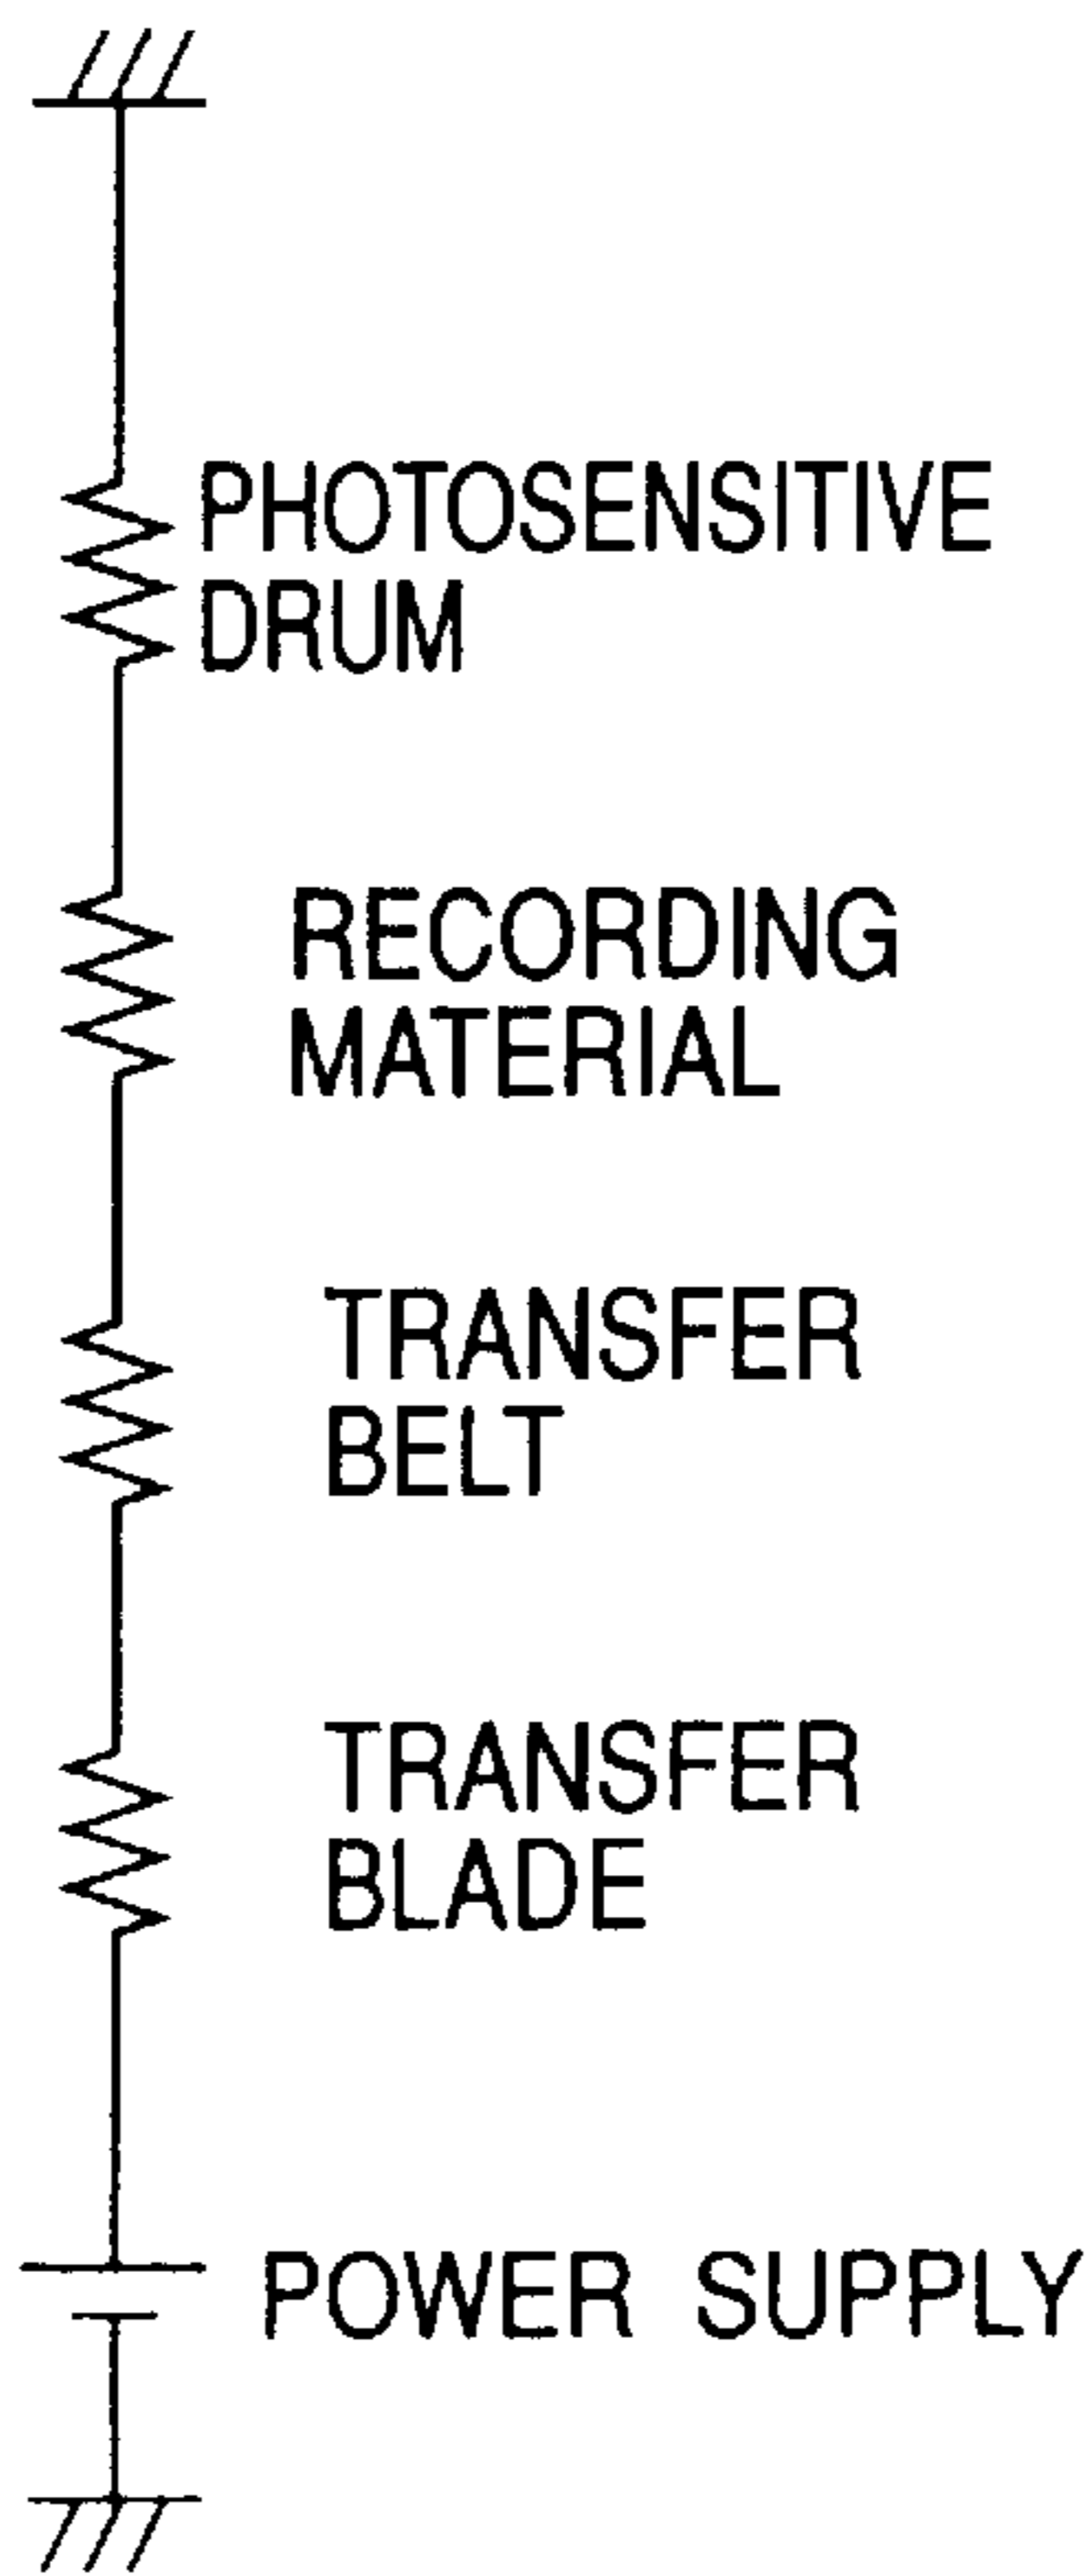 PHOTOSENSITIVE
DRUM
RECORDING
MATERIAL
TRANSFER
BELT
TRANSFER
BLADE
POWER SUPPLY